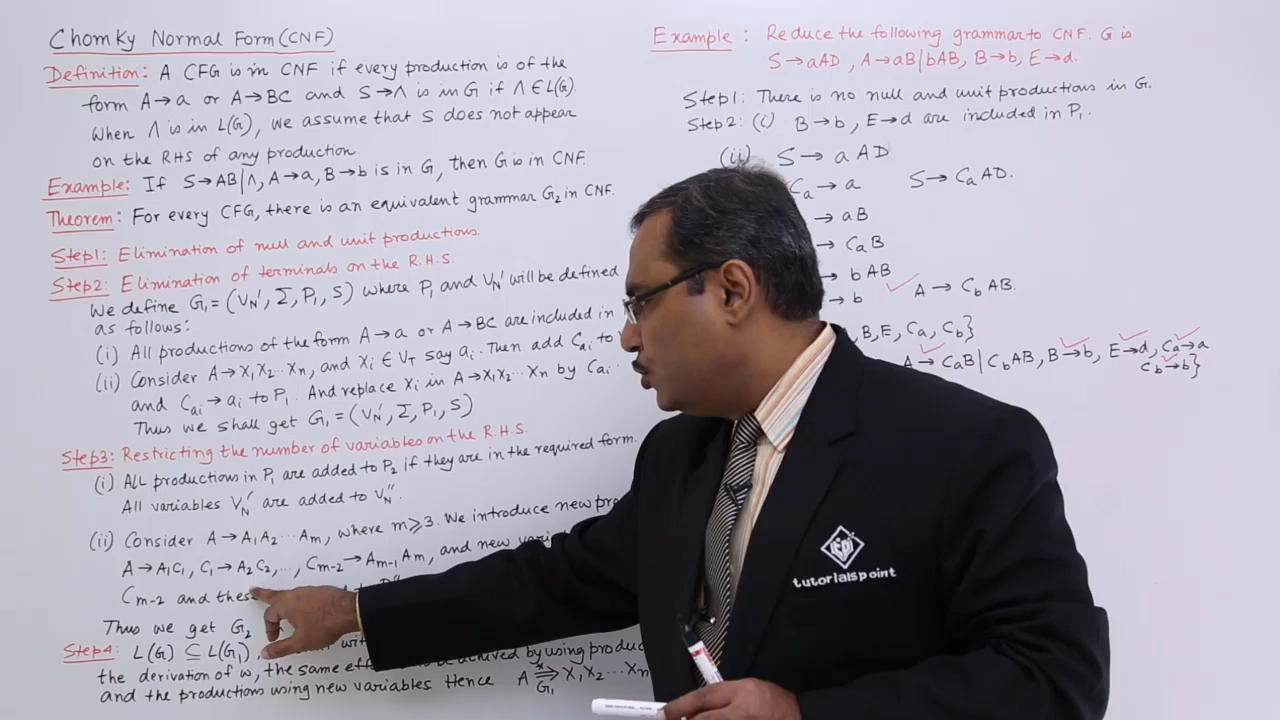 ChomKy Normal Form (CNF)
Definition: A CFG is in CNF if every production is of the
form A→a or A→BC and S→Λ is in G if Λ∈L(G).
When Λ is in L(G), we assume that S does not appear
on the RHS of any production.
Example: If S→AB|Λ, A→a, B→b is in G, then G is in CNF.
Theorem: For every CFG, there is an equivalent grammar G₂ in CNF.
Step1: Elimination of null and unit productions.
Step2: Elimination of terminals on the R.H.S.
We define G₁=(V_N′, Σ, P₁, S) where P₁ and V_N′ will be defined
as follows:
(i) All productions of the form A→a or A→BC are included in
(ii) Consider A→X₁X₂...Xn, and Xi∈V_T say ai. Then add Cai to
and Cai→ai to P₁. And replace Xi in A→X₁X₂...Xn by Cai.
Thus we shall get G₁=(V_N′, Σ, P₁, S)
Step3: Restricting the number of variables on the R.H.S.
(i) ALL productions in P₁ are added to P₂ if they are in the required form.
All variables V_N′ are added to V_N″.
(ii) Consider A→A₁A₂...Am, where m⩾3. We introduce new
A→A₁C₁, C₁→A₂C₂,..., Cm-2→Am-1Am, and new
Cm-2 and
Thus we get G₂
Step4: L(G)⊆L(G₁)
the derivation of w, the same by using
and the productions using new variables Hence A ⇒* G₁ X₁X₂...Xn
Example: Reduce the following grammar to CNF. G is
S→aAD, A→aB|bAB, B→b, E→d.
Step1: There is no null and unit productions in G.
Step2: (i) B→b, E→d are included in P₁.
(ii) S→aAD
Ca→a S→CaAD.
→aB
→CaB
→bAB
→b ✓ A→CbAB.
B, E, Ca, Cb}
A→CaB|CbAB, B→b, E→d, Ca→a
Cb→b}
tutorialspoint